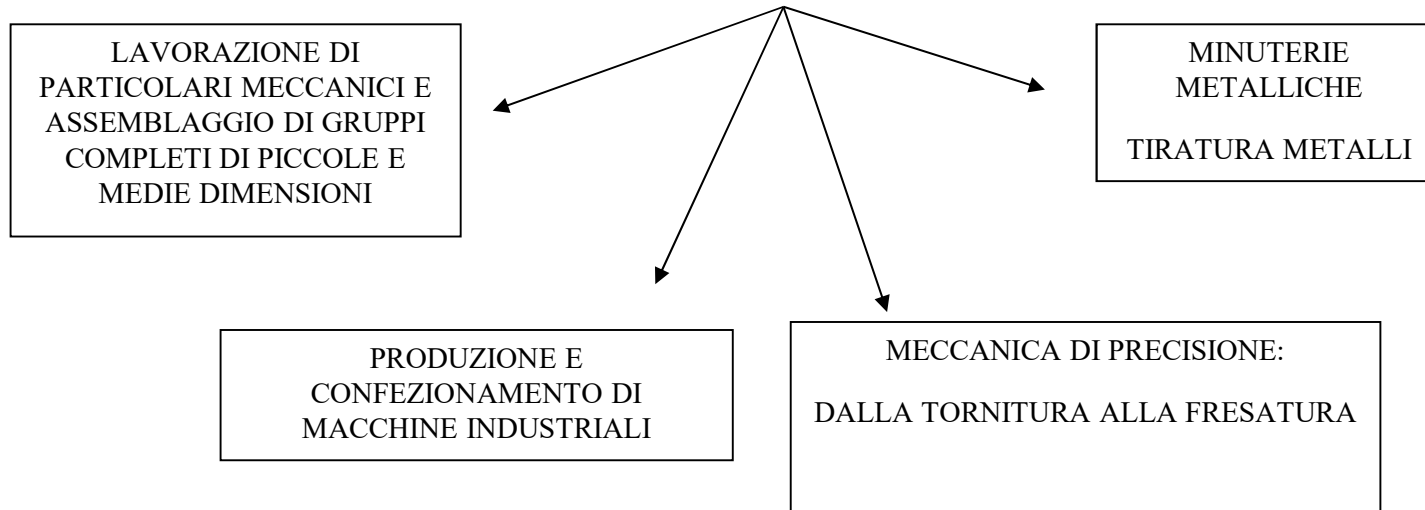 LAVORAZIONE DI
PARTICOLARI MECCANICI E
ASSEMBLAGGIO DI GRUPPI
COMPLETI DI PICCOLE E
MEDIE DIMENSIONI
MINUTERIE
METALLICHE
TIRATURA METALLI
PRODUZIONE E
CONFEZIONAMENTO DI
MACCHINE INDUSTRIALI
MECCANICA DI PRECISIONE:
DALLA TORNITURA ALLA FRESATURA